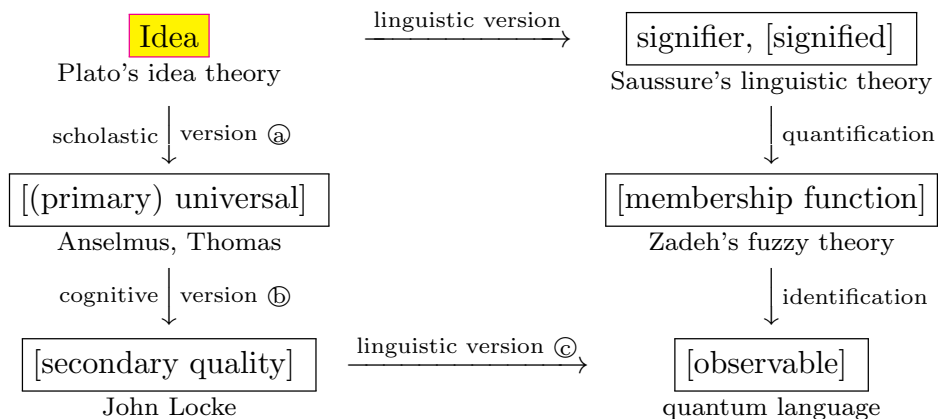 Idea linguistic version signifier, [signified]
Plato's idea theory Saussure's linguistic theory
scholastic version ⓐ quantification
[(primary) universal] [membership function]
Anselmus, Thomas Zadeh's fuzzy theory
cognitive version ⓑ identification
[secondary quality] linguistic version ⓒ [observable]
John Locke quantum language